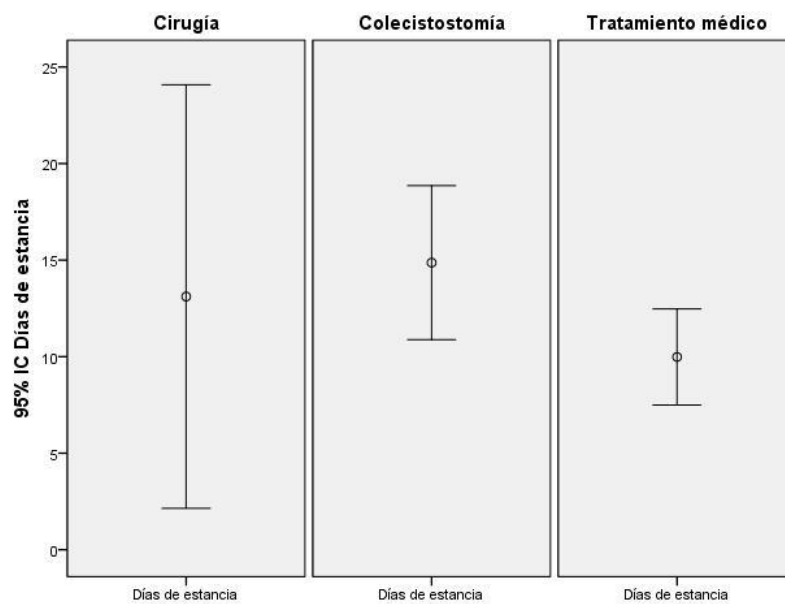 Cirugía
Colecistostomía
Tratamiento médico
95% IC Días de estancia
25
20
15
10
5
0
Días de estancia
Días de estancia
Días de estancia